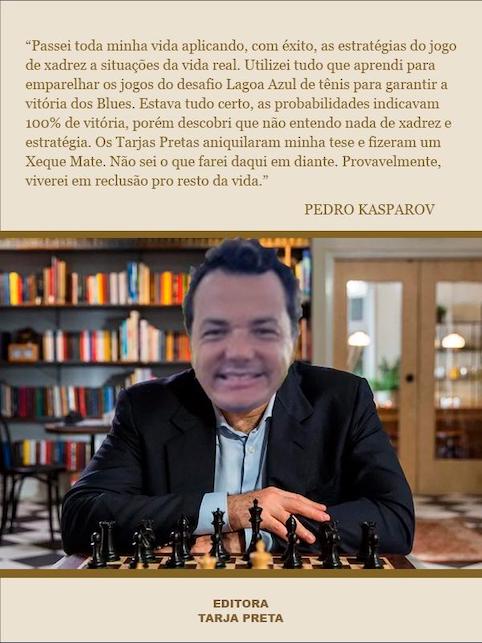 “Passei toda minha vida aplicando, com éxito, as estratégias do jogo
de xadrez a situações da vida real. Utilizei tudo que aprendi para
emparelhar os jogos do desafio Lagoa Azul de tênis para garantir a
vitória dos Blues. Estava tudo certo, as probabilidades indicavam
100% de vitória, porém descobri que não entendo nada de xadrez e
estratégia. Os Tarjas Pretas aniquilaram minha tese e fizeram um
Xeque Mate. Não sei o que farei daqui em diante. Provavelmente,
viverei em reclusão pro resto da vida.”
PEDRO KASPAROV
EDITORA
TARJA PRETA